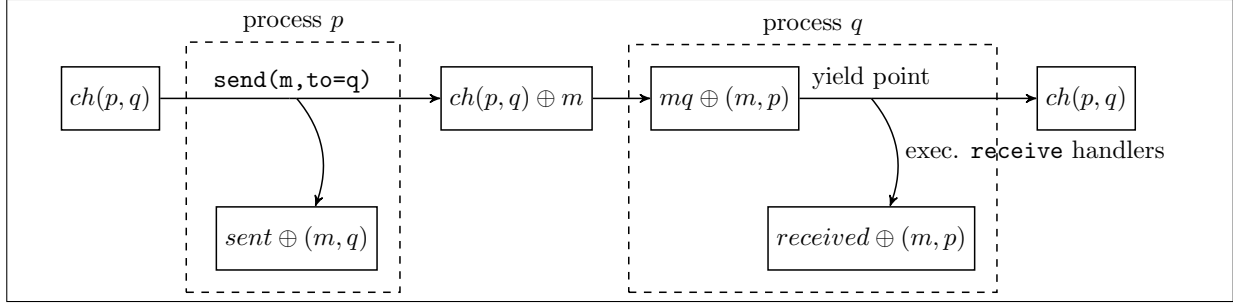 process p
process q
send(m,to=q)
yield point
ch(p, q)
ch(p, q) ⊕ m
mq ⊕ (m, p)
ch(p, q)
exec. receive handlers
sent ⊕ (m, q)
received ⊕ (m, p)